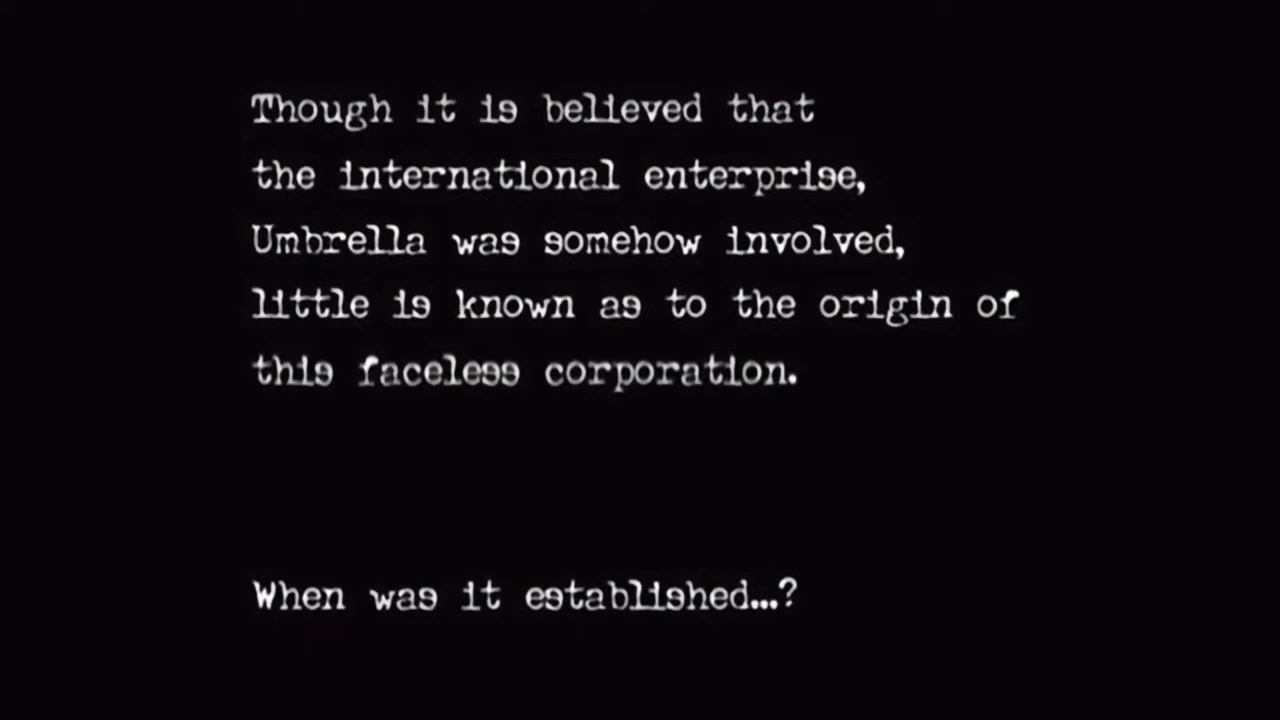 Though it is believed that
the international enterprise,
Umbrella was somehow involved,
little is known as to the origin of
this faceless corporation.
When was it established...?